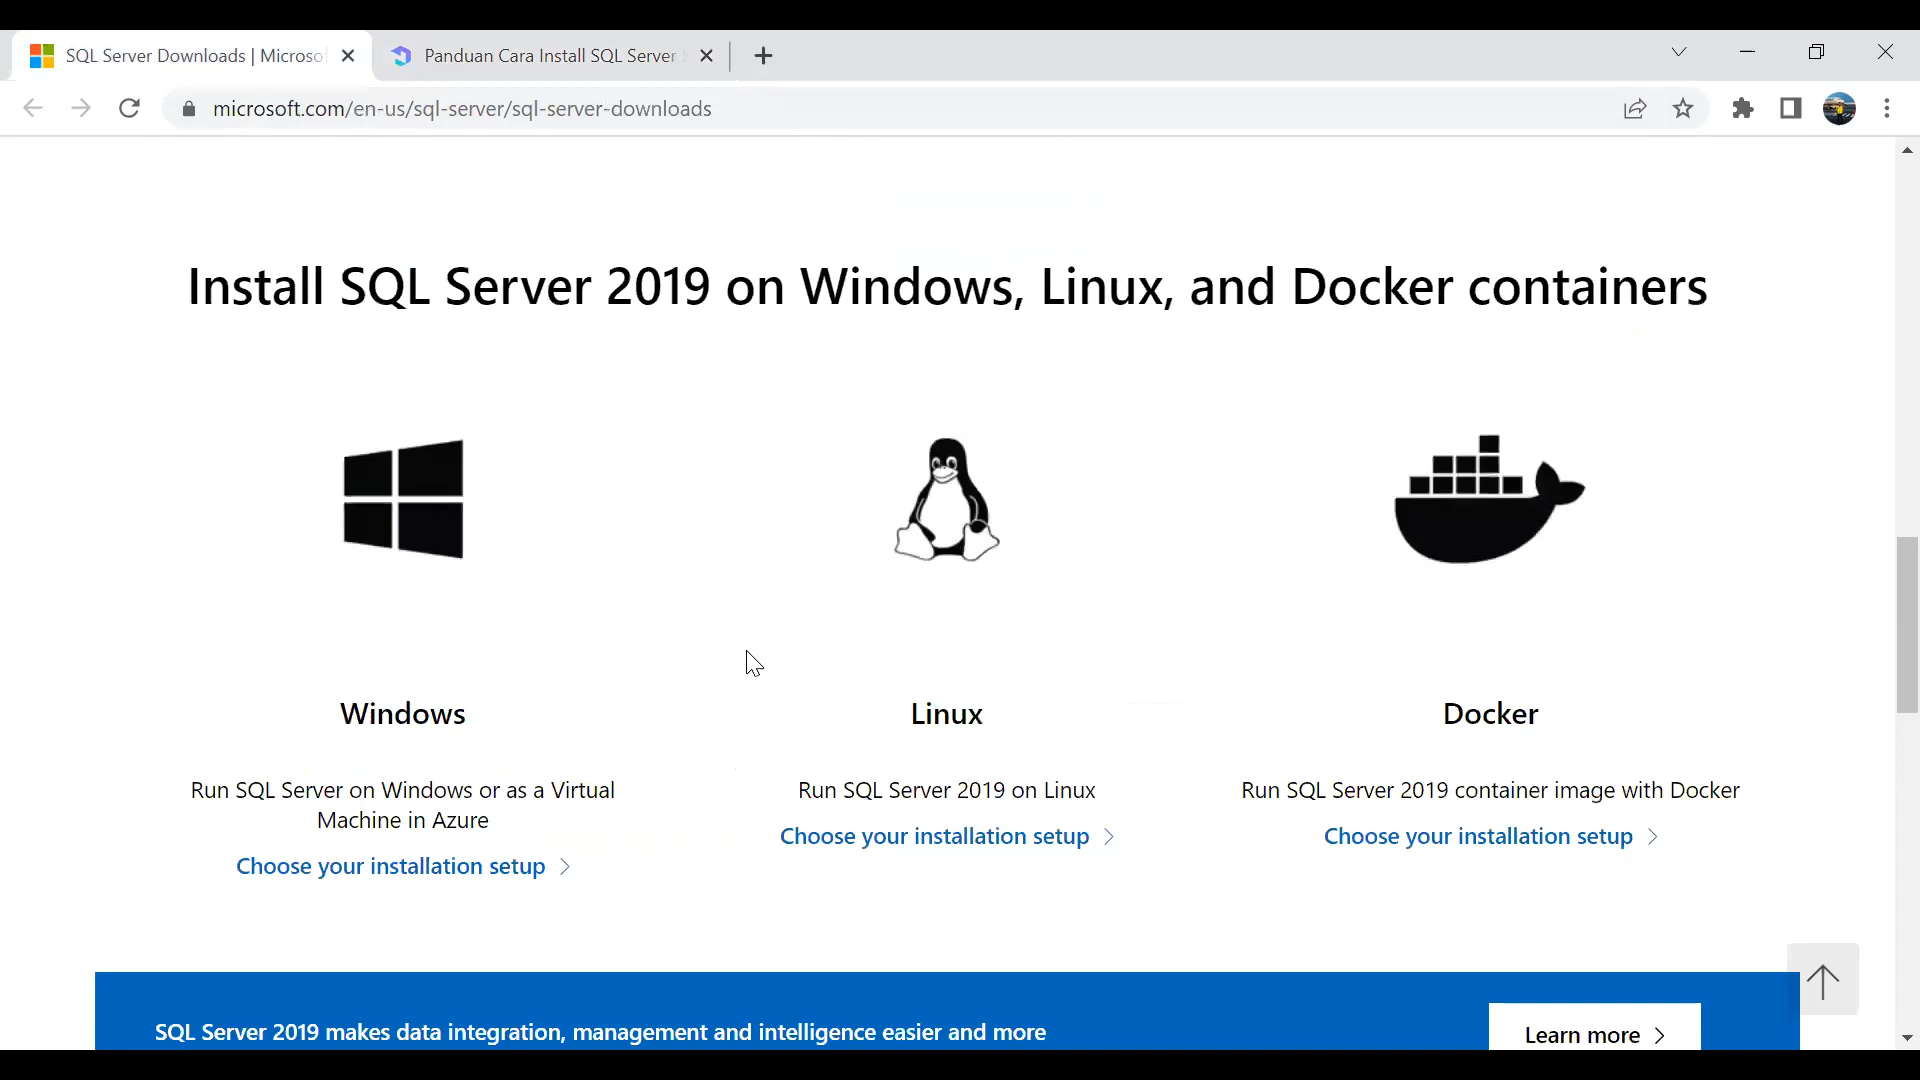 SQL Server Downloads | Microso
Panduan Cara Install SQL Server
microsoft.com/en-us/sql-server/sql-server-downloads
Install SQL Server 2019 on Windows, Linux, and Docker containers
Windows
Run SQL Server on Windows or as a Virtual
Machine in Azure
Choose your installation setup
Linux
Run SQL Server 2019 on Linux
Choose your installation setup
Docker
Run SQL Server 2019 container image with Docker
Choose your installation setup
SQL Server 2019 makes data integration, management and intelligence easier and more
Learn more